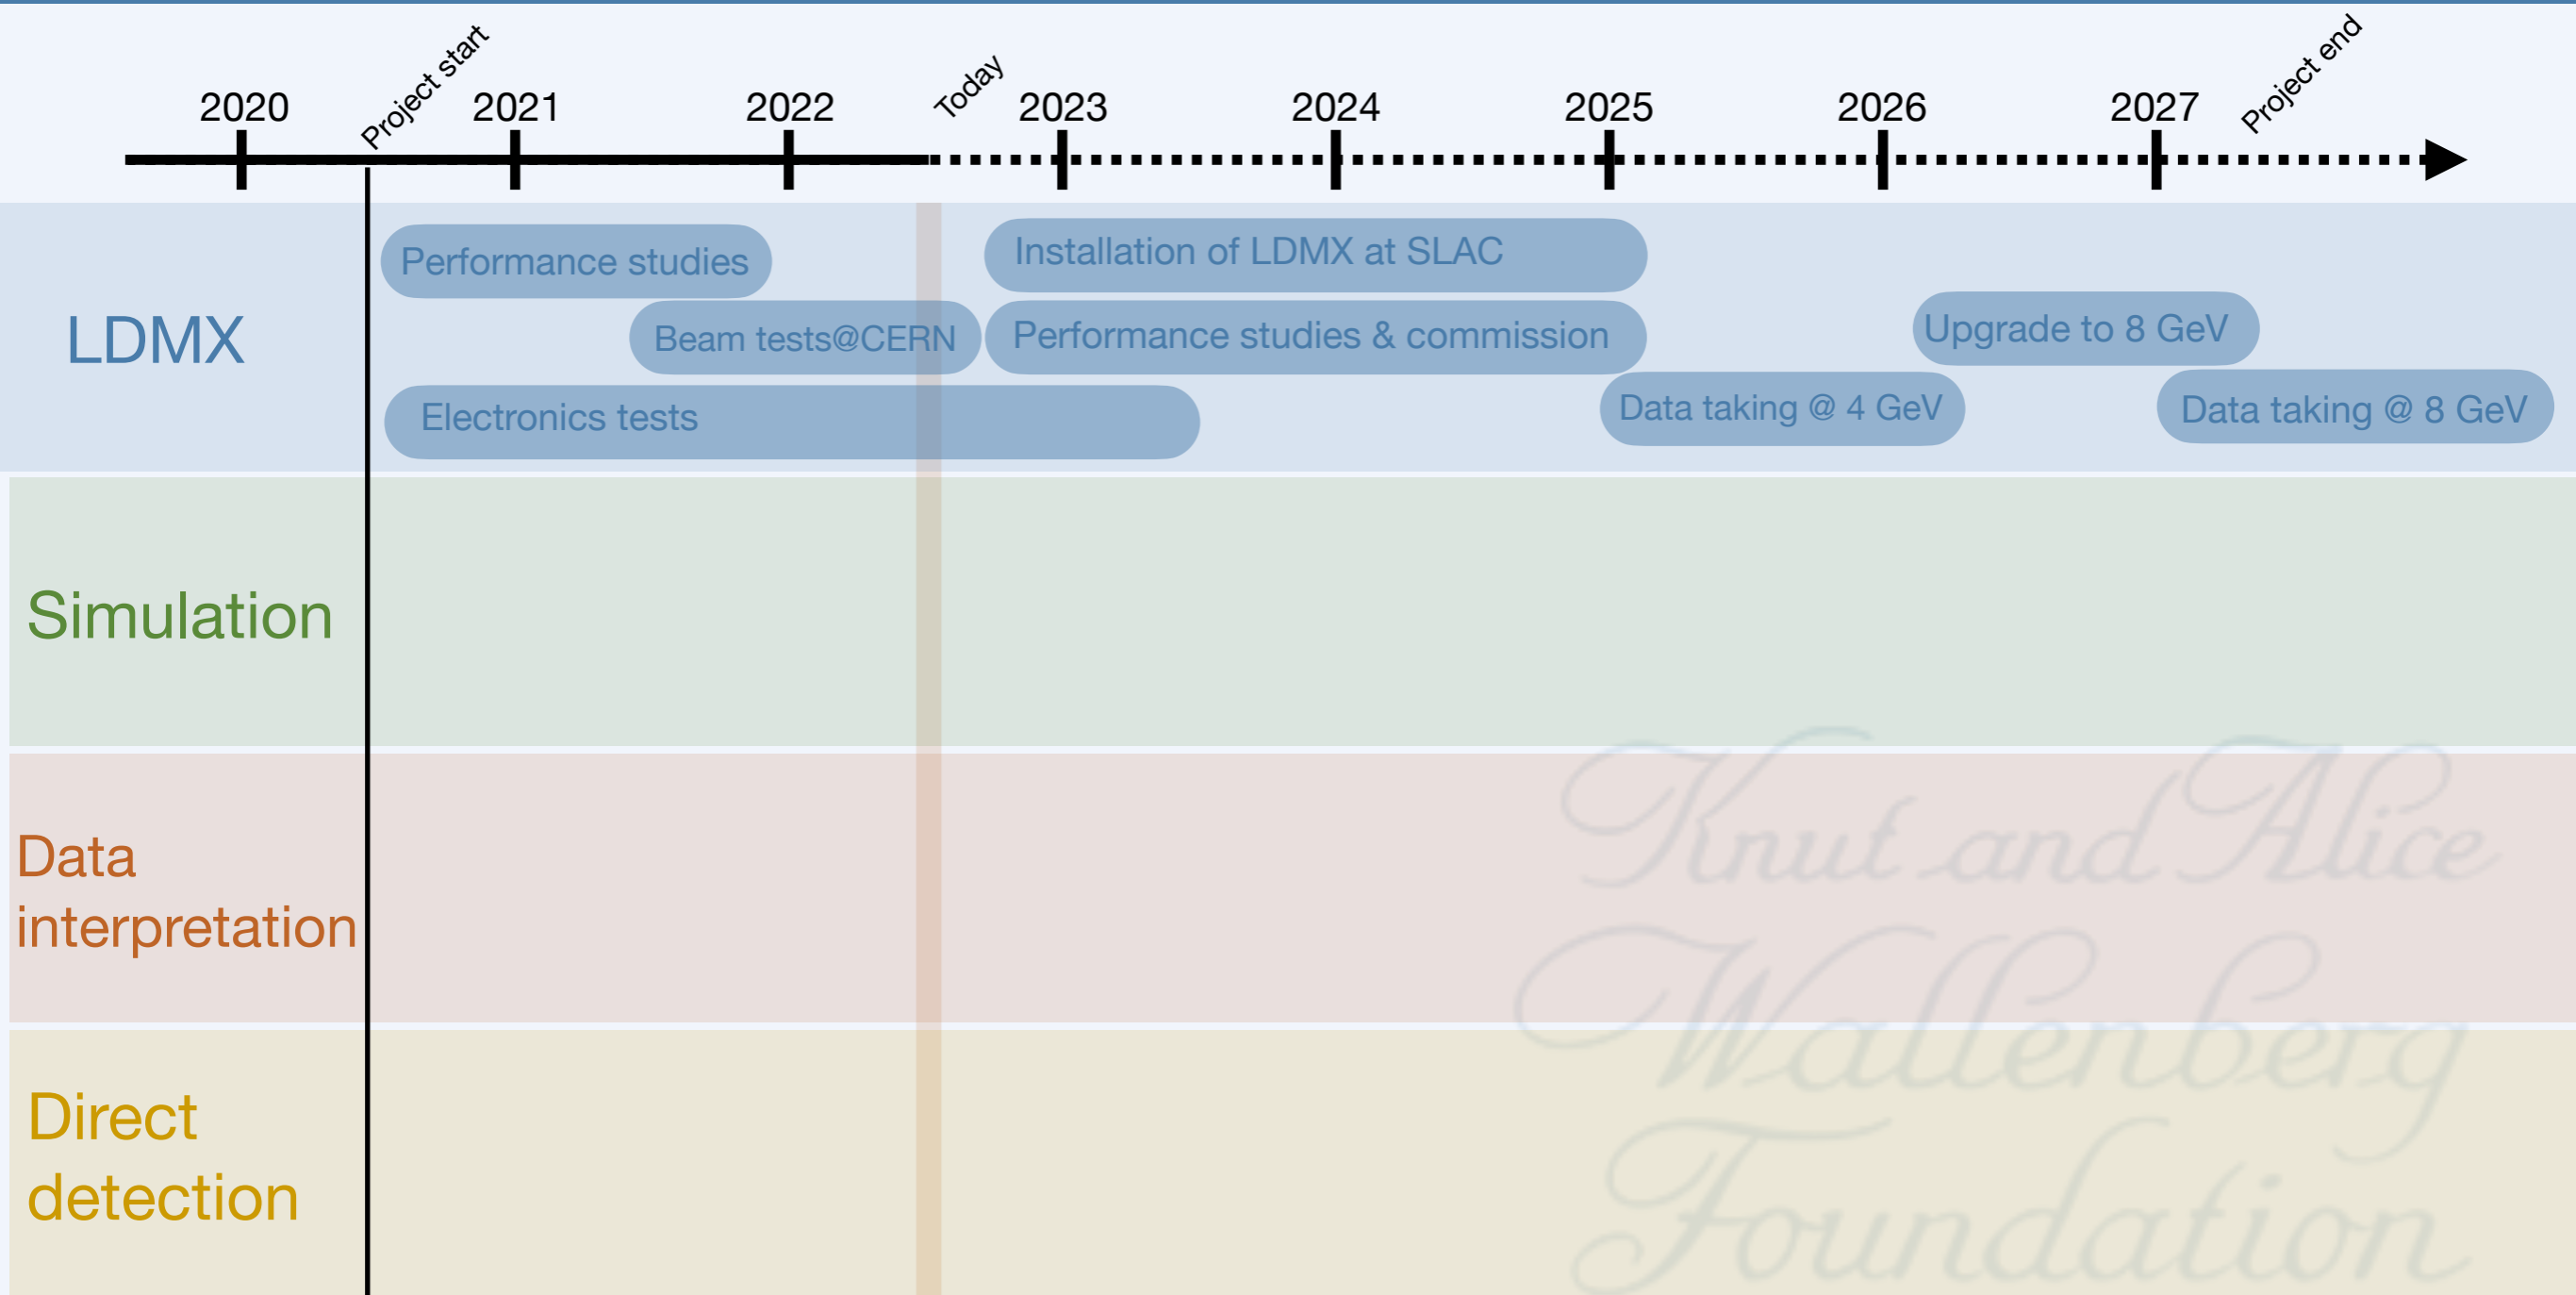 Project start
Today
Project end
2020
2021
2022
2023
2024
2025
2026
2027
LDMX
Performance studies
Installation of LDMX at SLAC
Beam tests@CERN
Performance studies & commission
Upgrade to 8 GeV
Electronics tests
Data taking @ 4 GeV
Data taking @ 8 GeV
Simulation
Data
interpretation
Direct
detection
Knut and Alice
Wallenberg
Foundation